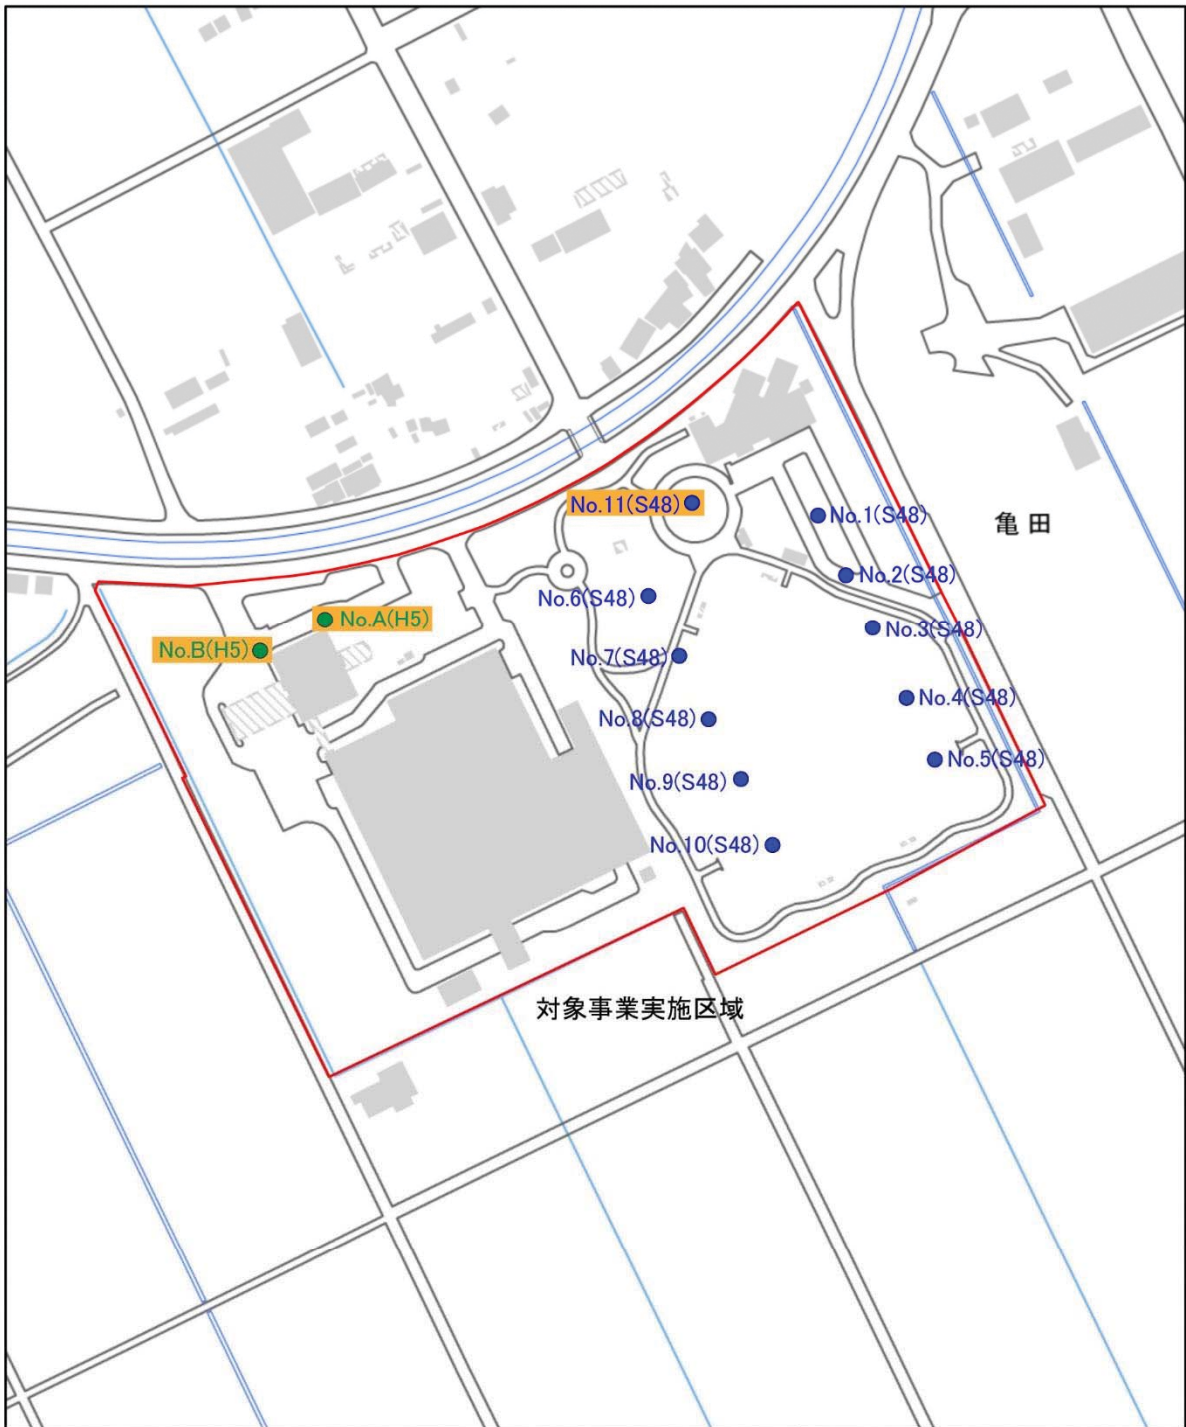 No.11(S48)
No.1(S48)
亀田
No.2(S48)
No.6(S48)
No.A(H5)
No.3(S48)
No.B(H5)
No.7(S48)
No.4(S48)
No.8(S48)
No.5(S48)
No.9(S48)
No.10(S48)
対象事業実施区域